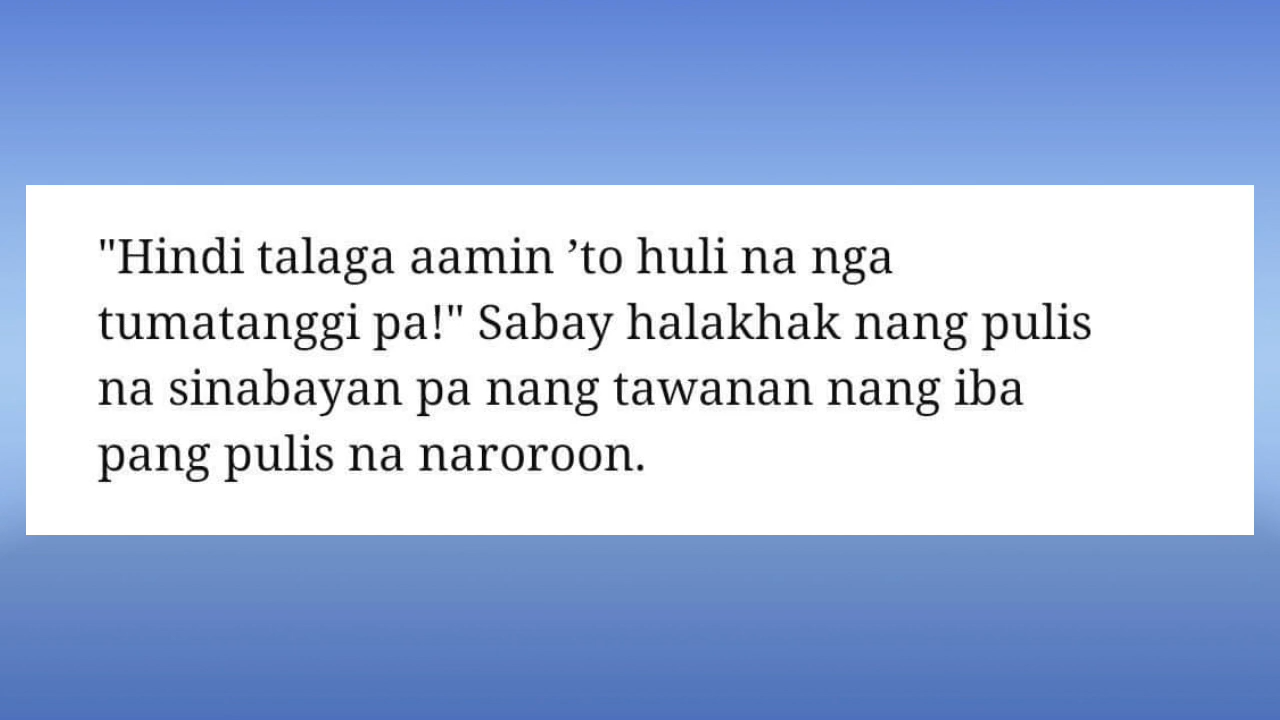 "Hindi talaga aamin ’to huli na nga
tumatanggi pa!" Sabay halakhak nang pulis
na sinabayan pa nang tawanan nang iba
pang pulis na naroroon.